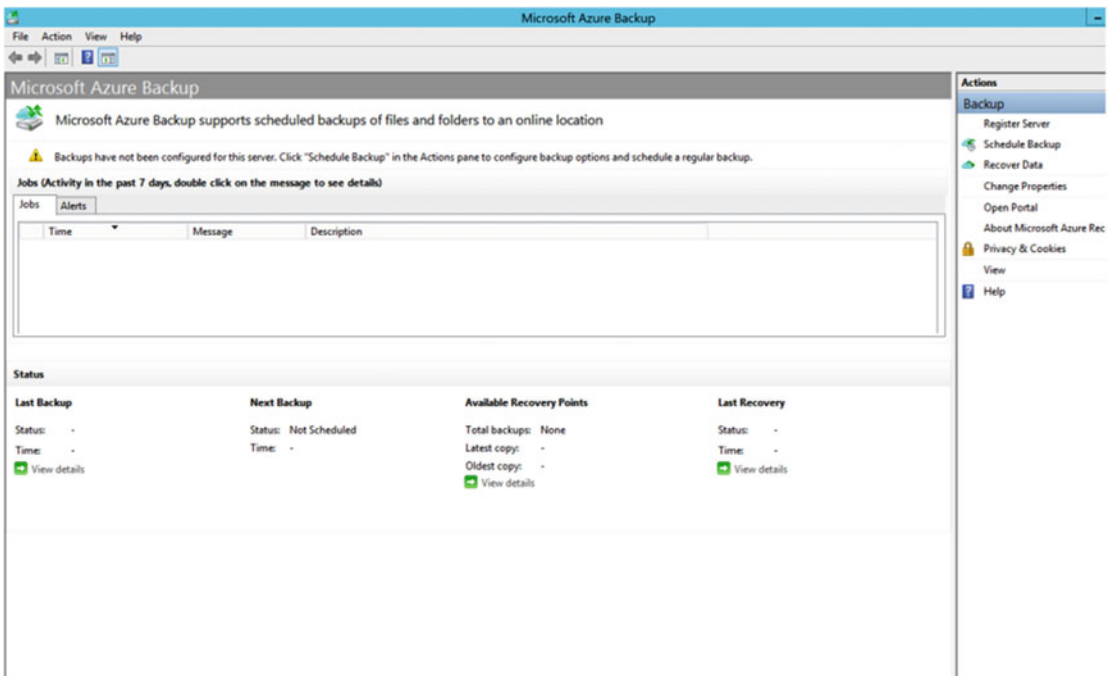 Microsoft Azure Backup
File Action View Help
Microsoft Azure Backup
Microsoft Azure Backup supports scheduled backups of files and folders to an online location
Backups have not been configured for this server. Click "Schedule Backup" in the Actions pane to configure backup options and schedule a regular backup.
Jobs (Activity in the past 7 days, double click on the message to see details)
Jobs Alerts
Time Message Description
Status
Last Backup
Status: -
Time: -
View details
Next Backup
Status: Not Scheduled
Time: -
Available Recovery Points
Total backups: None
Latest copy: -
Oldest copy: -
View details
Last Recovery
Status: -
Time: -
View details
Actions
Backup
Register Server
Schedule Backup
Recover Data
Change Properties
Open Portal
About Microsoft Azure Rec
Privacy & Cookies
View
Help